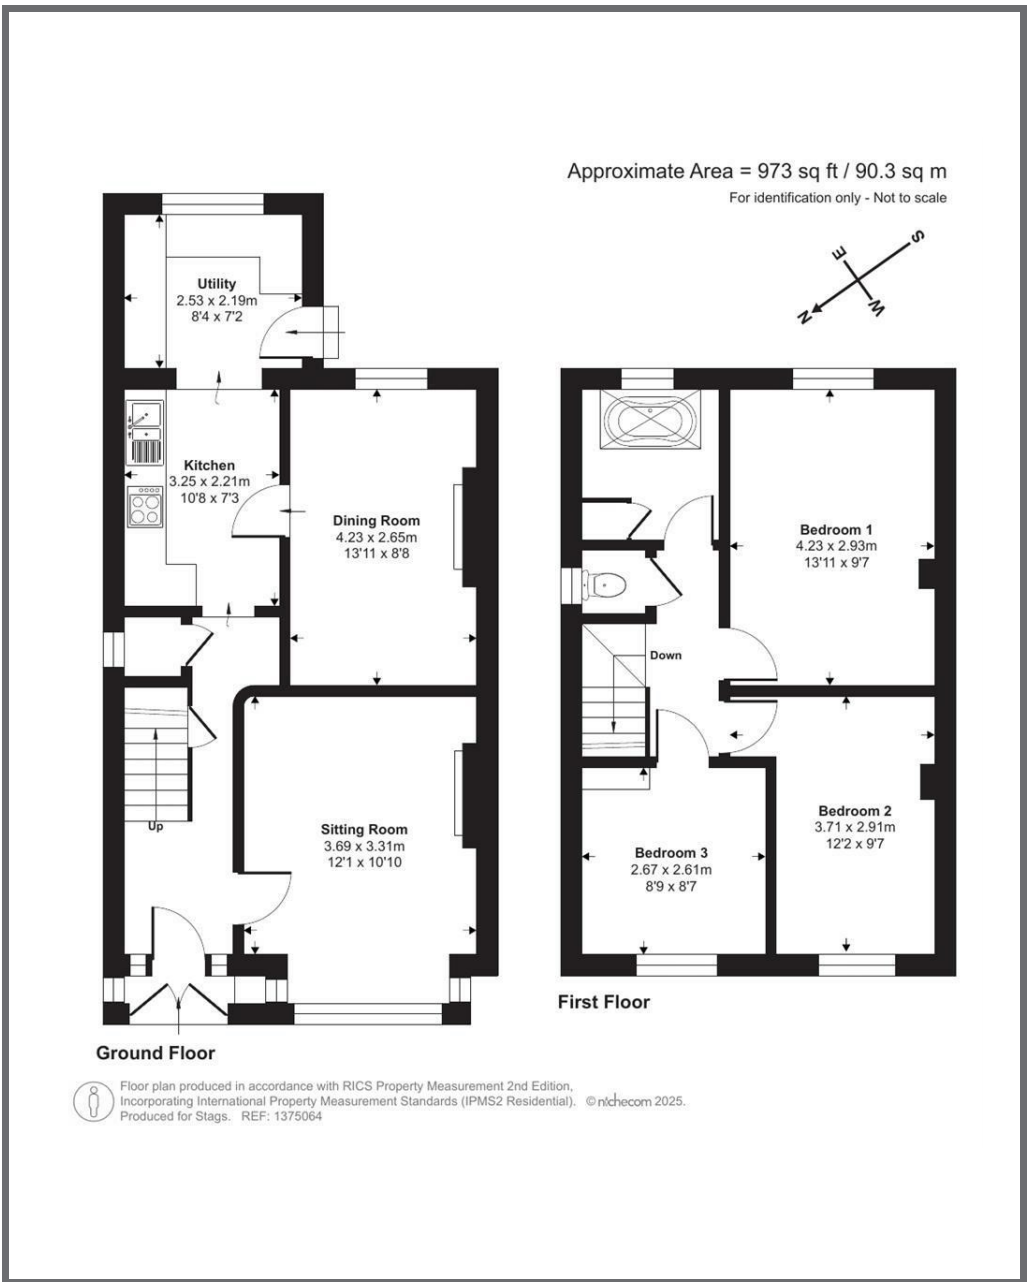 Approximate Area = 973 sq ft / 90.3 sq m
For identification only - Not to scale
S
E
W
N
Utility
2.53 x 2.19m
8'4 x 7'2
Kitchen
3.25 x 2.21m
10'8 x 7'3
Dining Room
4.23 x 2.65m
13'11 x 8'8
Up
Sitting Room
3.69 x 3.31m
12'1 x 10'10
Ground Floor
Bedroom 1
4.23 x 2.93m
13'11 x 9'7
Down
Bedroom 2
3.71 x 2.91m
12'2 x 9'7
Bedroom 3
2.67 x 2.61m
8'9 x 8'7
First Floor
Floor plan produced in accordance with RICS Property Measurement 2nd Edition,
Incorporating International Property Measurement Standards (IPMS2 Residential). © nichecom 2025.
Produced for Stags. REF: 1375064